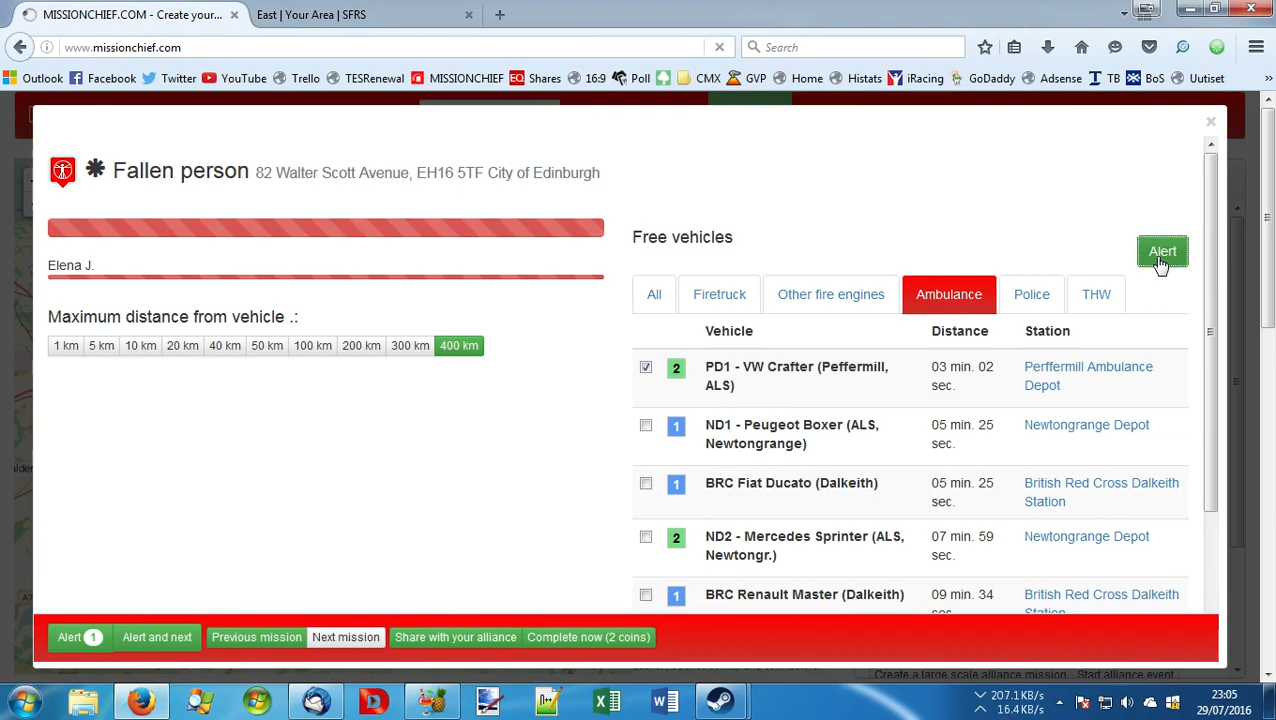 MISSIONCHIEF.COM - Create your...
East | Your Area | SFRS
www.missionchief.com
Search
Outlook
Facebook
Twitter
YouTube
Trello
TESRenewal
MISSIONCHIEF
EQ Shares
16:9
Poll
CMX
GVP
Home
Histats
iRacing
GoDaddy
Adsense
TB
BoS
Uutiset
Fallen person 82 Walter Scott Avenue, EH16 5TF City of Edinburgh
Elena J.
Maximum distance from vehicle .:
1 km 5 km 10 km 20 km 40 km 50 km 100 km 200 km 300 km 400 km
Free vehicles
Alert
All Firetruck Other fire engines Ambulance Police THW
Vehicle Distance Station
2 PD1 - VW Crafter (Peffermill, 03 min. 02 Perffermill Ambulance
ALS) sec. Depot
1 ND1 - Peugeot Boxer (ALS, 05 min. 25 Newtongrange Depot
Newtongrange) sec.
1 BRC Fiat Ducato (Dalkeith) 05 min. 25 British Red Cross Dalkeith
sec. Station
2 ND2 - Mercedes Sprinter (ALS, 07 min. 59 Newtongrange Depot
Newtongr.) sec.
1 BRC Renault Master (Dalkeith) 09 min. 34 British Red Cross Dalkeith
sec. Station
Alert 1 Alert and next Previous mission Next mission Share with your alliance Complete now (2 coins)
Create a large scale alliance mission Start alliance event
207.1 KB/s
16.4 KB/s
23:05
29/07/2016